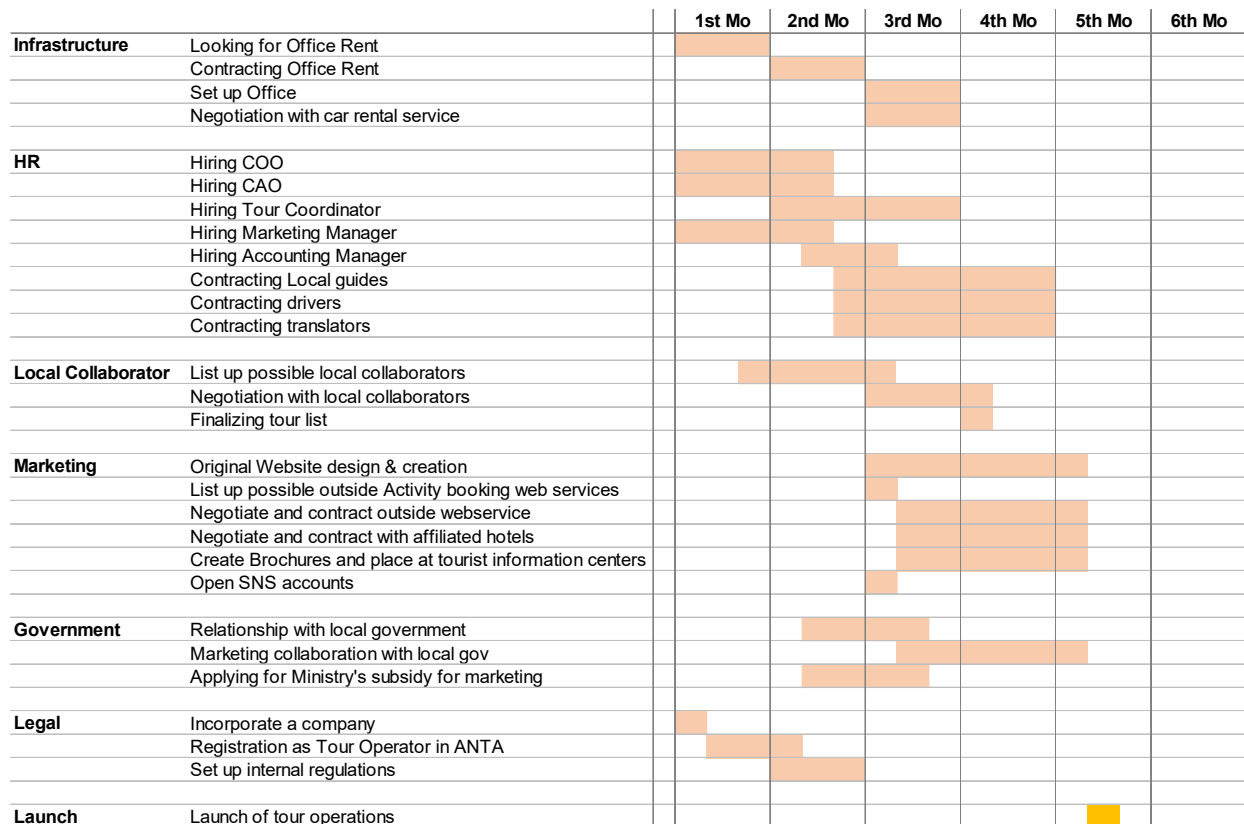 1st Mo 2nd Mo 3rd Mo 4th Mo 5th Mo 6th Mo
Infrastructure Looking for Office Rent
Contracting Office Rent
Set up Office
Negotiation with car rental service
HR Hiring COO
Hiring CAO
Hiring Tour Coordinator
Hiring Marketing Manager
Hiring Accounting Manager
Contracting Local guides
Contracting drivers
Contracting translators
Local Collaborator List up possible local collaborators
Negotiation with local collaborators
Finalizing tour list
Marketing Original Website design & creation
List up possible outside Activity booking web services
Negotiate and contract outside webservice
Negotiate and contract with affiliated hotels
Create Brochures and place at tourist information centers
Open SNS accounts
Government Relationship with local government
Marketing collaboration with local gov
Applying for Ministry's subsidy for marketing
Legal Incorporate a company
Registration as Tour Operator in ANTA
Set up internal regulations
Launch Launch of tour operations